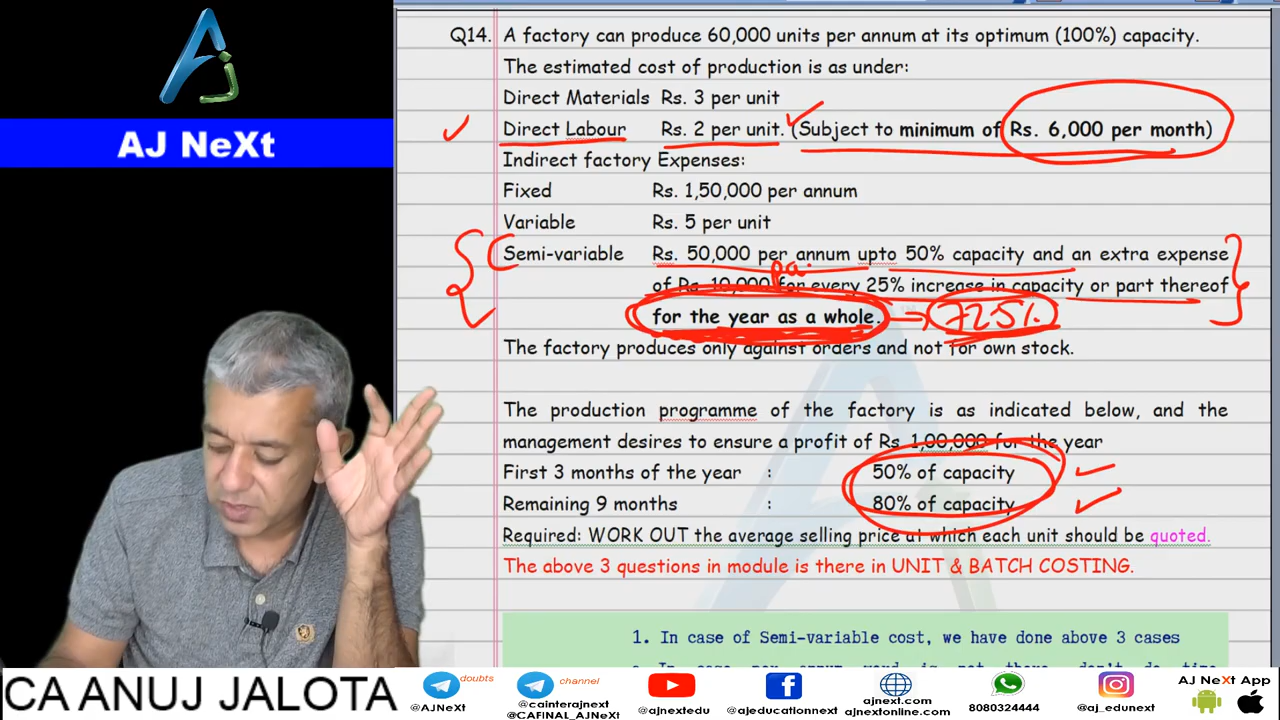 AJ
AJ NeXt
Q14. A factory can produce 60,000 units per annum at its optimum (100%) capacity.
The estimated cost of production is as under:
Direct Materials Rs. 3 per unit
Direct Labour Rs. 2 per unit. (Subject to minimum of Rs. 6,000 per month)
Indirect factory Expenses:
Fixed Rs. 1,50,000 per annum
Variable Rs. 5 per unit
Semi-variable Rs. 50,000 per annum upto 50% capacity and an extra expense
p.a.
of Rs. 10,000 for every 25% increase in capacity or part thereof
for the year as a whole. → 72.5%
The factory produces only against orders and not for own stock.
The production programme of the factory is as indicated below, and the
management desires to ensure a profit of Rs. 1,00,000 for the year
First 3 months of the year : 50% of capacity
Remaining 9 months : 80% of capacity
Required: WORK OUT the average selling price at which each unit should be quoted.
The above 3 questions in module is there in UNIT & BATCH COSTING.
1. In case of Semi-variable cost, we have done above 3 cases
CA ANUJ JALOTA
doubts
@AJNeXt
channel
@cainterajnext
@CAFINAL_AJNeXt
@ajnextedu
@ajeducationnext
ajnext.com
ajnextonline.com
8080324444
@aj_edunext
AJ NeXt App